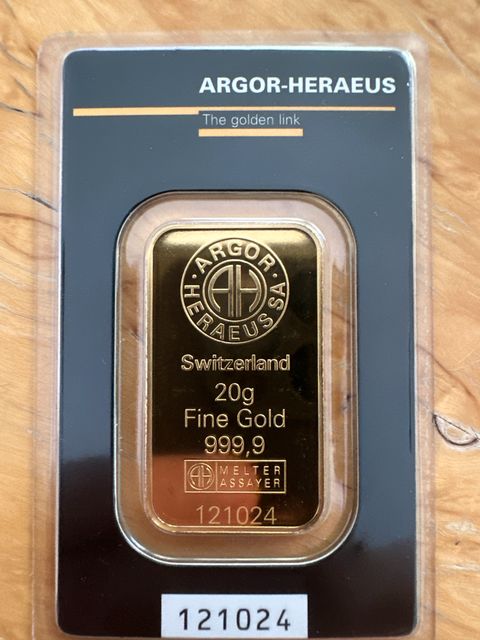 ARGOR-HERAEUS
The golden link
ARGOR · HERAEUS SA ·
AH
Switzerland
20g
Fine Gold
999,9
AH MELTER
ASSAYER
121024
121024